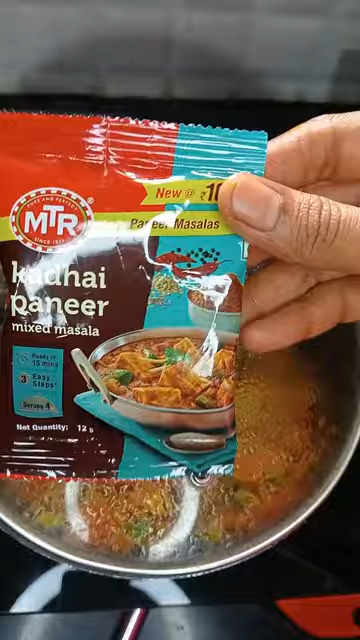 New @ ₹10
Paneer Masalas
PURE AND PERFECT
MTR®
SINCE 1924
kadhai
paneer
mixed masala
Ready in
15 mins
3 Easy
Steps*
Serves 4
Net Quantity: 12 g